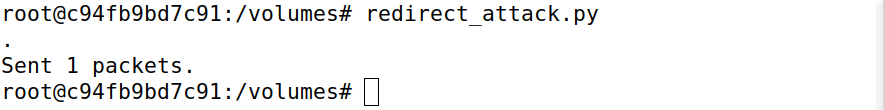 root@c94fb9bd7c91:/volumes# redirect_attack.py
.
Sent 1 packets.
root@c94fb9bd7c91:/volumes#